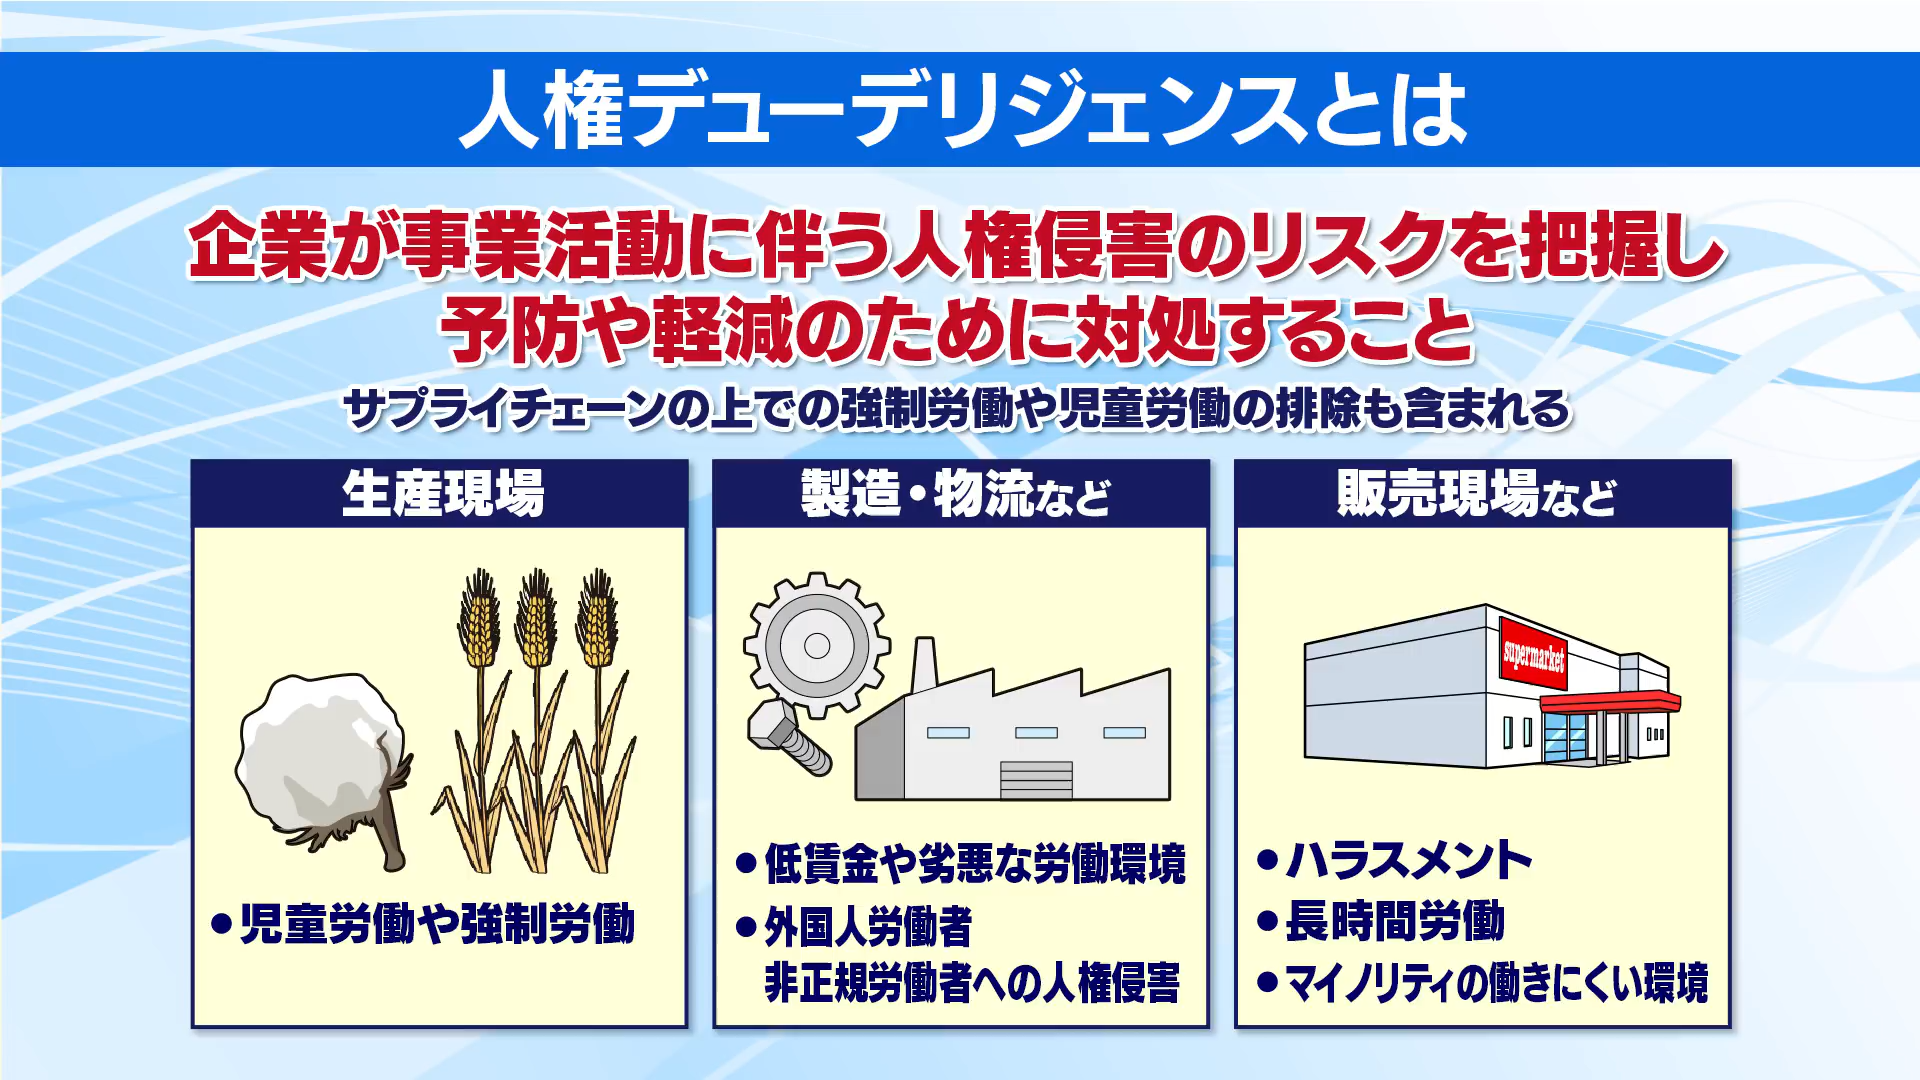 人権デューデリジェンスとは
企業が事業活動に伴う人権侵害のリスクを把握し
予防や軽減のために対処すること
サプライチェーンの上での強制労働や児童労働の排除も含まれる
生産現場
●児童労働や強制労働
製造・物流など
●低賃金や劣悪な労働環境
●外国人労働者
非正規労働者への人権侵害
販売現場など
supermarket
●ハラスメント
●長時間労働
●マイノリティの働きにくい環境